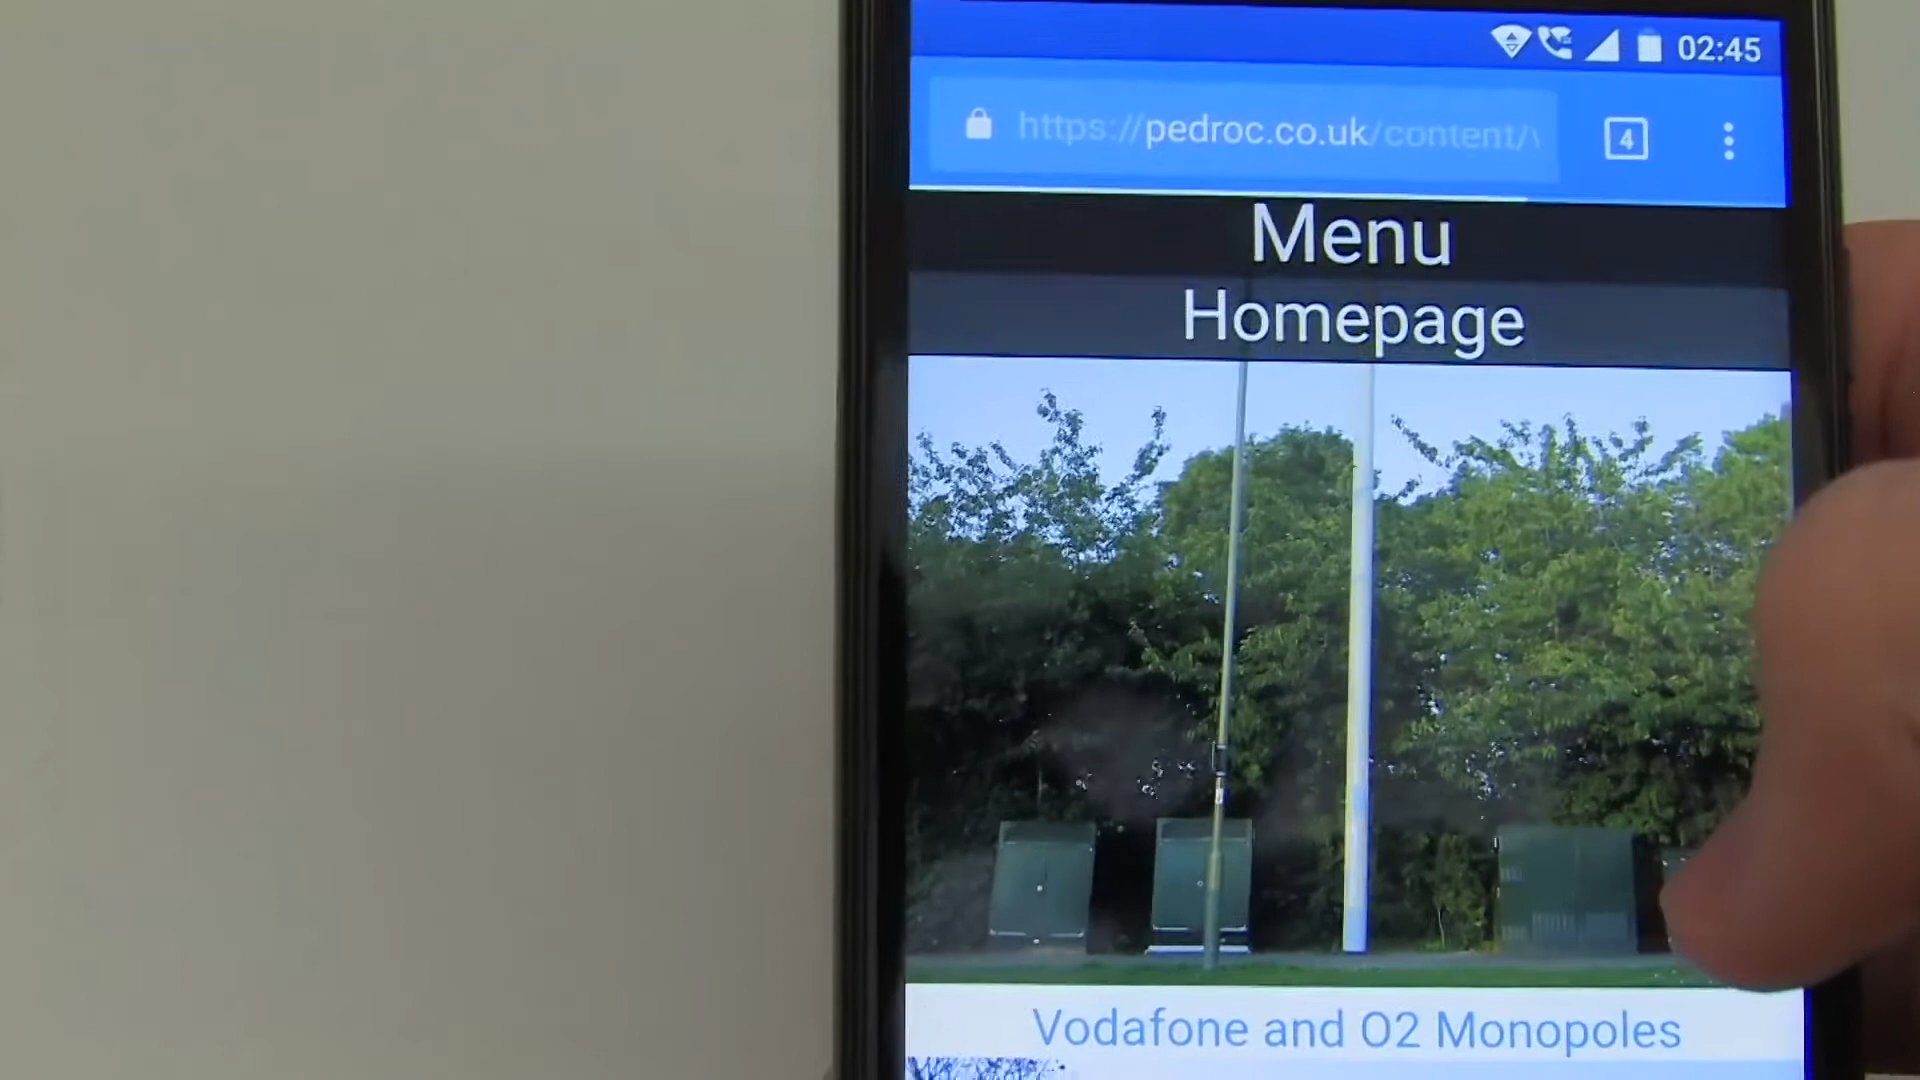 02:45
https://pedroc.co.uk/content/
4
Menu
Homepage
Vodafone and O2 Monopoles